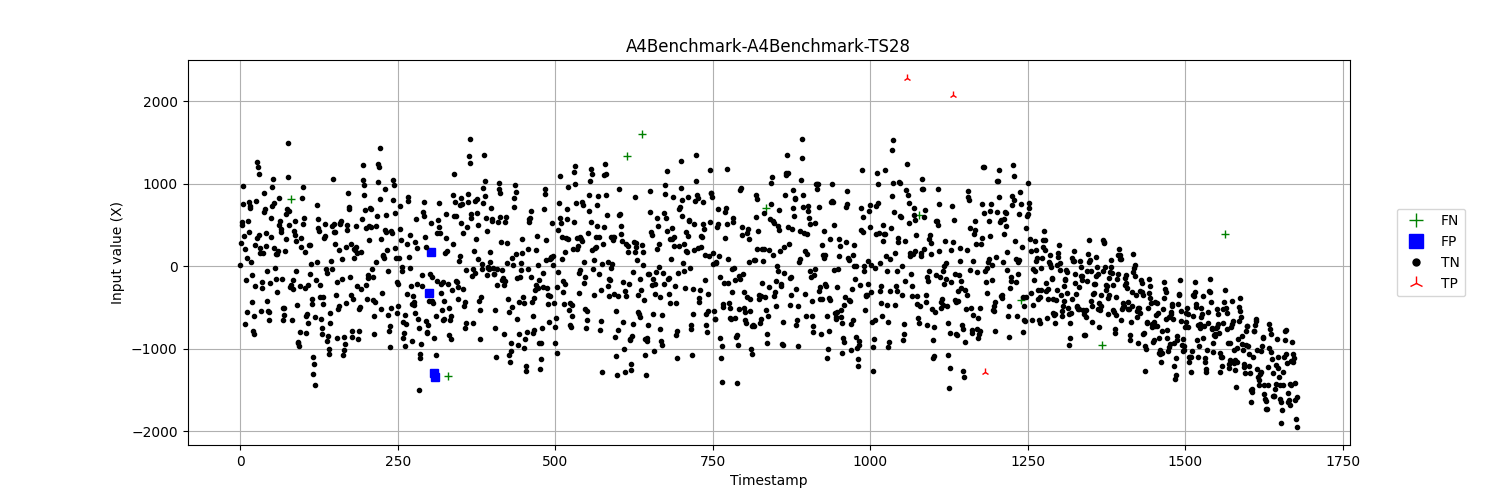 A4Benchmark-A4Benchmark-TS28
Input value (X)
2000
1000
0
−1000
−2000
0 250 500 750 1000 1250 1500 1750
Timestamp
FN
FP
TN
TP